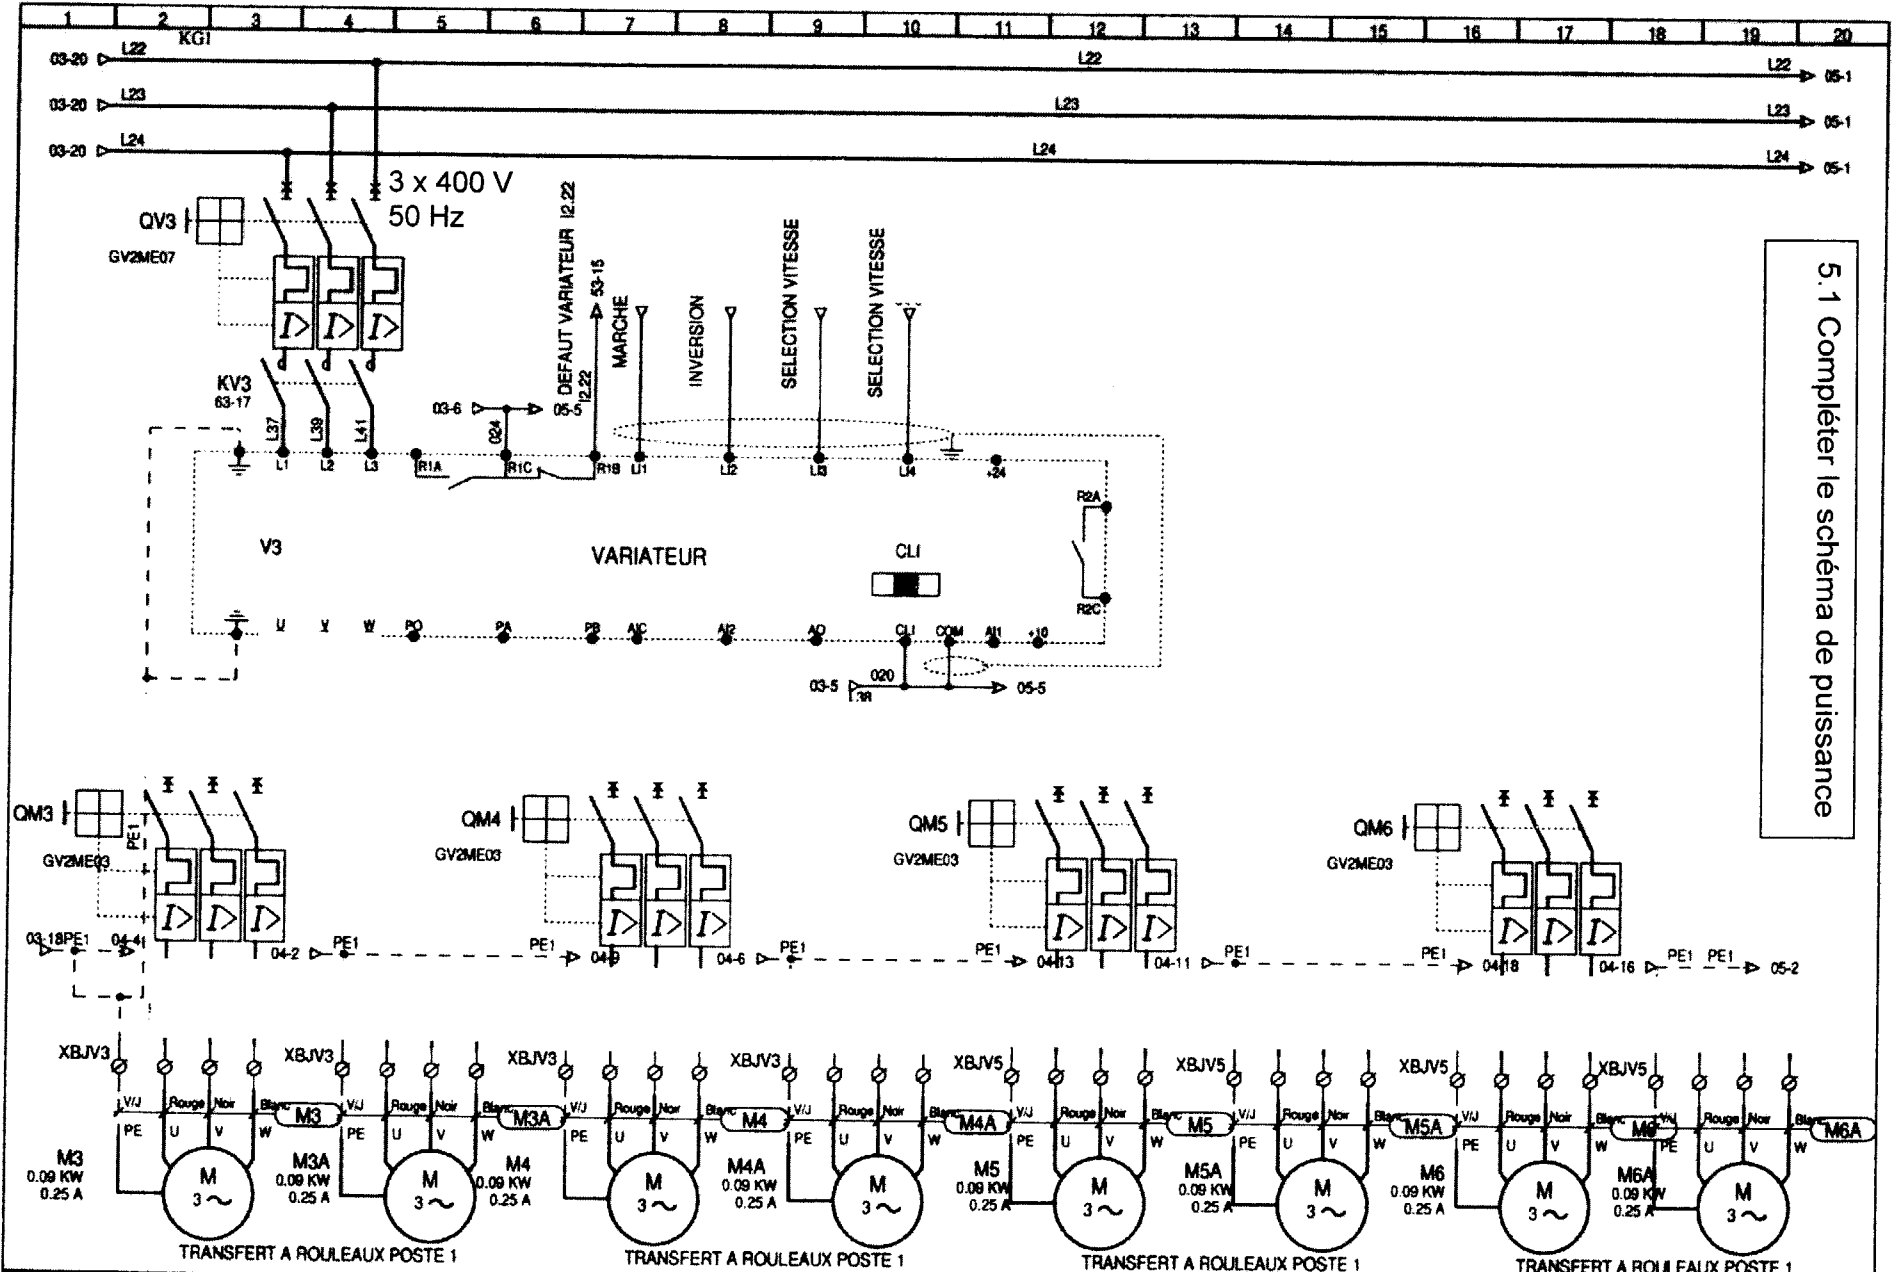 1 2 3 4 5 6 7 8 9 10 11 12 13 14 15 16 17 18 19 20
KG1
03-20 L22 L22 L22 05-1
03-20 L23 L23 L23 05-1
03-20 L24 L24 L24 05-1
3 x 400 V
50 Hz
QV3
GV2ME07
DEFAUT VARIATEUR I2.22
I2.22
53-15
MARCHE
INVERSION
SELECTION VITESSE
SELECTION VITESSE
5.1 Compléter le schéma de puissance
KV3
63-17
03-6 05-5
024
L37 L39 L41
L1 L2 L3 R1A R1C R1B LI1 LI2 LI3 LI4 +24
R2A
V3 VARIATEUR CLI
R2C
U V W PO PA PB AIC AI2 AO CLI COM AI1 +10
03-5 020 05-5
L38
QM3 QM4 QM5 QM6
PE1
GV2ME03 GV2ME03 GV2ME03 GV2ME03
03-18 PE1 04-4 04-2 PE1 PE1 04-9 04-6 PE1 PE1 04-13 04-11 PE1 PE1 04-18 04-16 PE1 PE1 05-2
XBJV3 XBJV3 XBJV3 XBJV3 XBJV5 XBJV5 XBJV5 XBJV5
V/J Rouge Noir Blanc M3 V/J Rouge Noir Blanc M3A V/J Rouge Noir Blanc M4 V/J Rouge Noir Blanc M4A V/J Rouge Noir Blanc M5 V/J Rouge Noir Blanc M5A V/J Rouge Noir Blanc M6 V/J Rouge Noir Blanc M6A
PE U V W PE U V W PE U V W PE U V W PE U V W PE U V W PE U V W PE U V W
M3 M3A M4 M4A M5 M5A M6 M6A
0.09 KW 0.09 KW 0.09 KW 0.09 KW 0.09 KW 0.09 KW 0.09 KW 0.09 KW
0.25 A 0.25 A 0.25 A 0.25 A 0.25 A 0.25 A 0.25 A 0.25 A
M M M M M M M M
3 ~ 3 ~ 3 ~ 3 ~ 3 ~ 3 ~ 3 ~ 3 ~
TRANSFERT A ROULEAUX POSTE 1 TRANSFERT A ROULEAUX POSTE 1 TRANSFERT A ROULEAUX POSTE 1 TRANSFERT A ROULEAUX POSTE 1